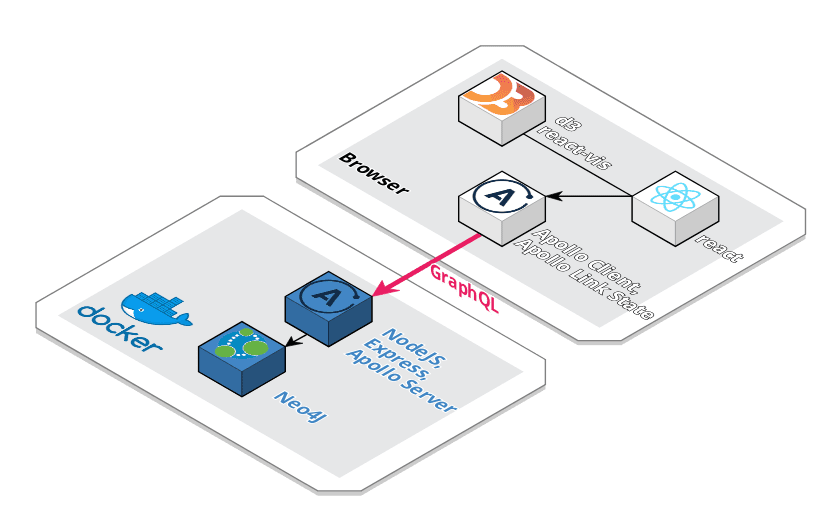 d3
react-vis
Browser
react
Apollo Client,
Apollo Link State
GraphQL
docker
NodeJS,
Express,
Apollo Server
Neo4J